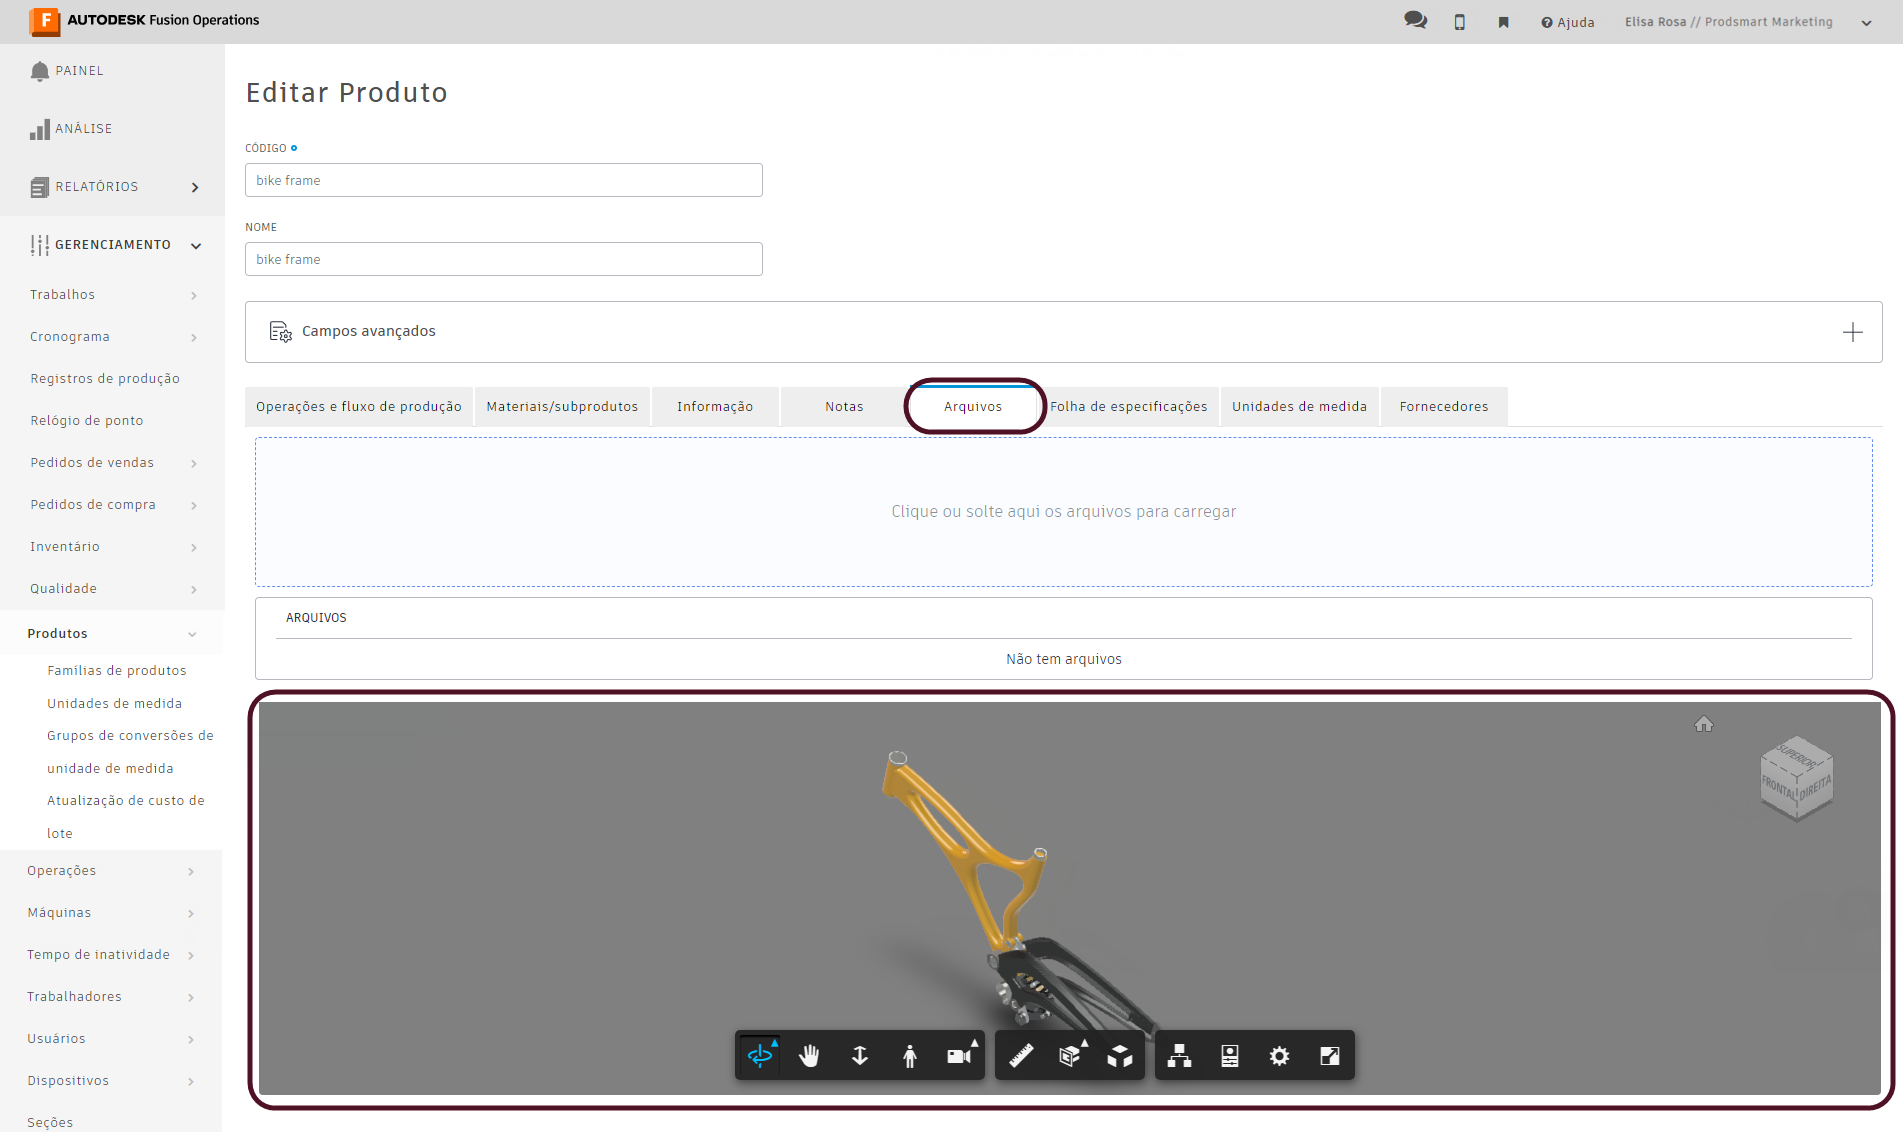 F AUTODESK Fusion Operations
Ajuda
Elisa Rosa // Prodsmart Marketing
PAINEL
ANÁLISE
RELATÓRIOS
GERENCIAMENTO
Trabalhos
Cronograma
Registros de produção
Relógio de ponto
Pedidos de vendas
Pedidos de compra
Inventário
Qualidade
Produtos
Famílias de produtos
Unidades de medida
Grupos de conversões de
unidade de medida
Atualização de custo de
lote
Operações
Máquinas
Tempo de inatividade
Trabalhadores
Usuários
Dispositivos
Seções
Editar Produto
CÓDIGO
bike frame
NOME
bike frame
Campos avançados
Operações e fluxo de produção
Materiais/subprodutos
Informação
Notas
Arquivos
Folha de especificações
Unidades de medida
Fornecedores
Clique ou solte aqui os arquivos para carregar
ARQUIVOS
Não tem arquivos
SUPERIOR
FRONTAL
DIREITA